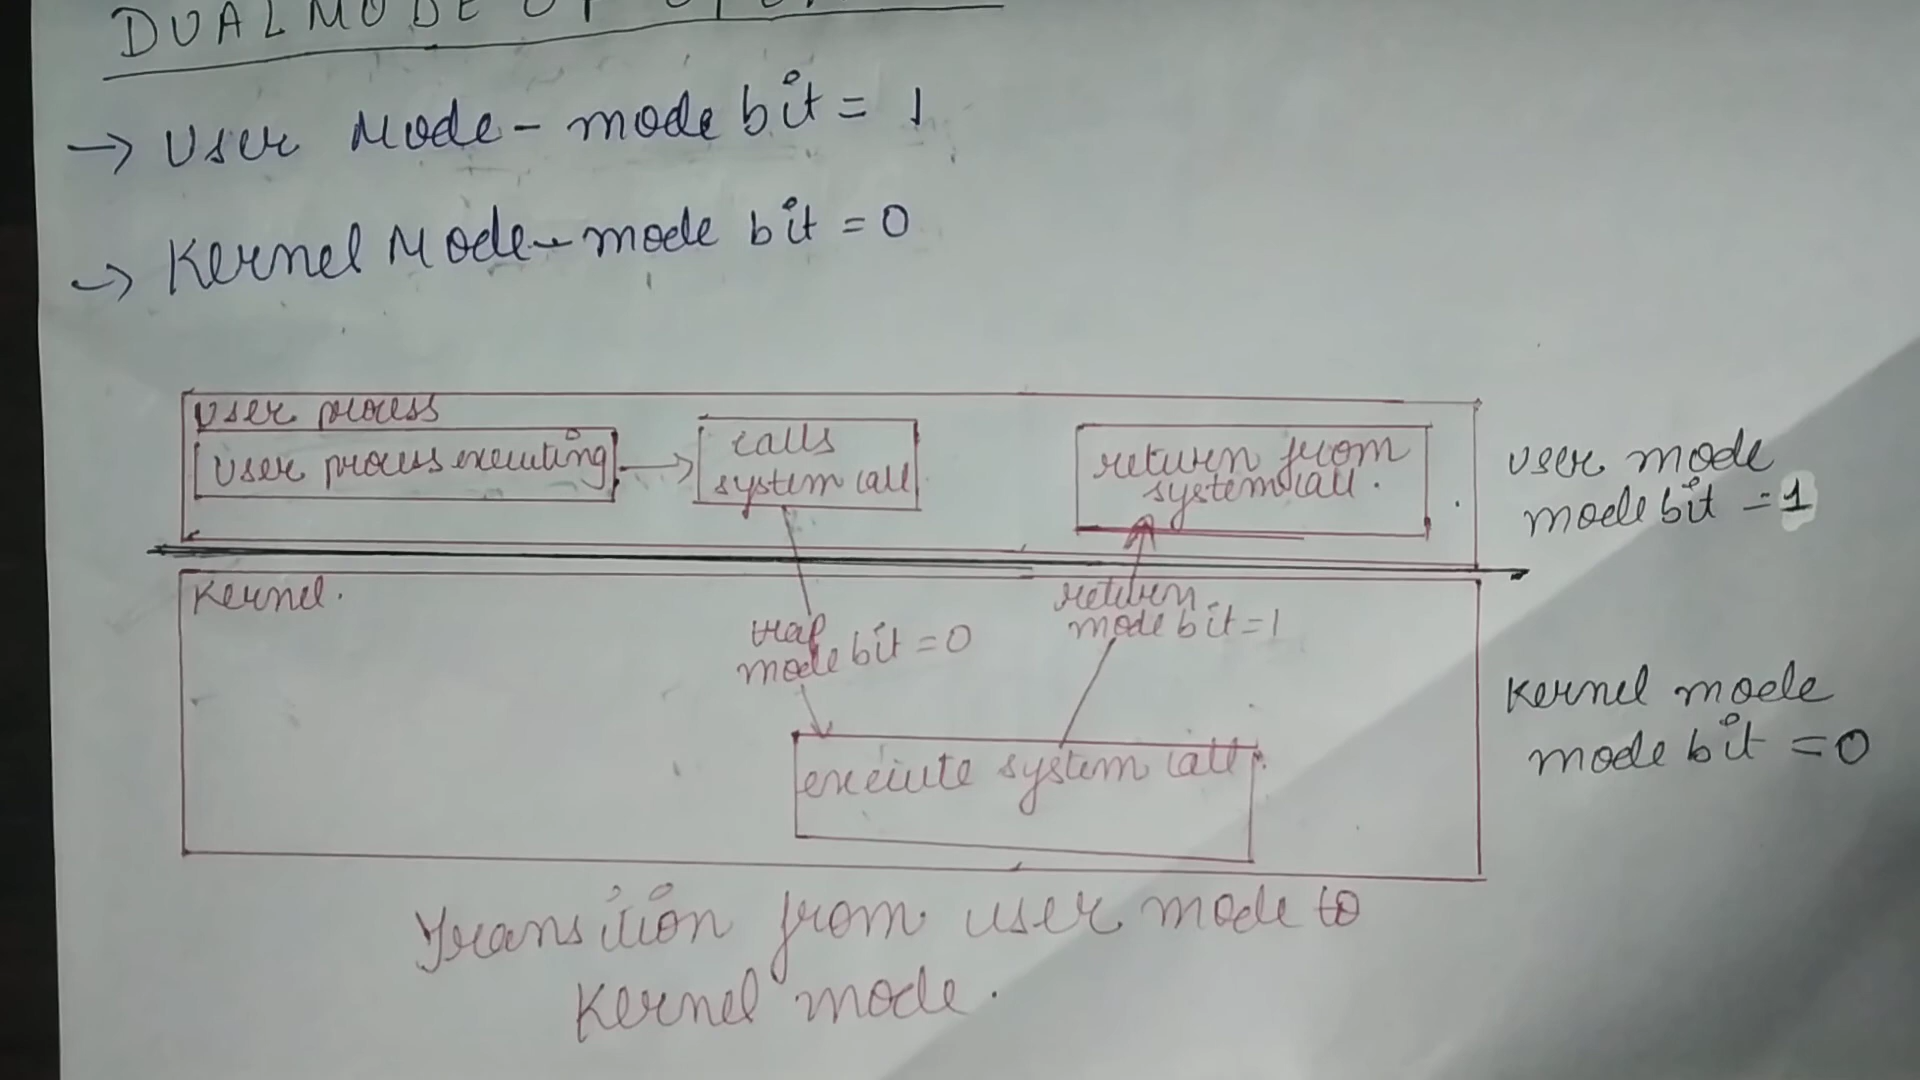 DUAL MODE OF
→ User Mode - mode bit = 1
→ Kernel Mode - mode bit = 0
User process
User process executing
calls
system call
return from
system call.
user mode
mode bit = 1
Kernel.
trap
mode bit = 0
return
mode bit = 1
Kernel mode
mode bit = 0
execute system call
Transition from user mode to
Kernel mode.